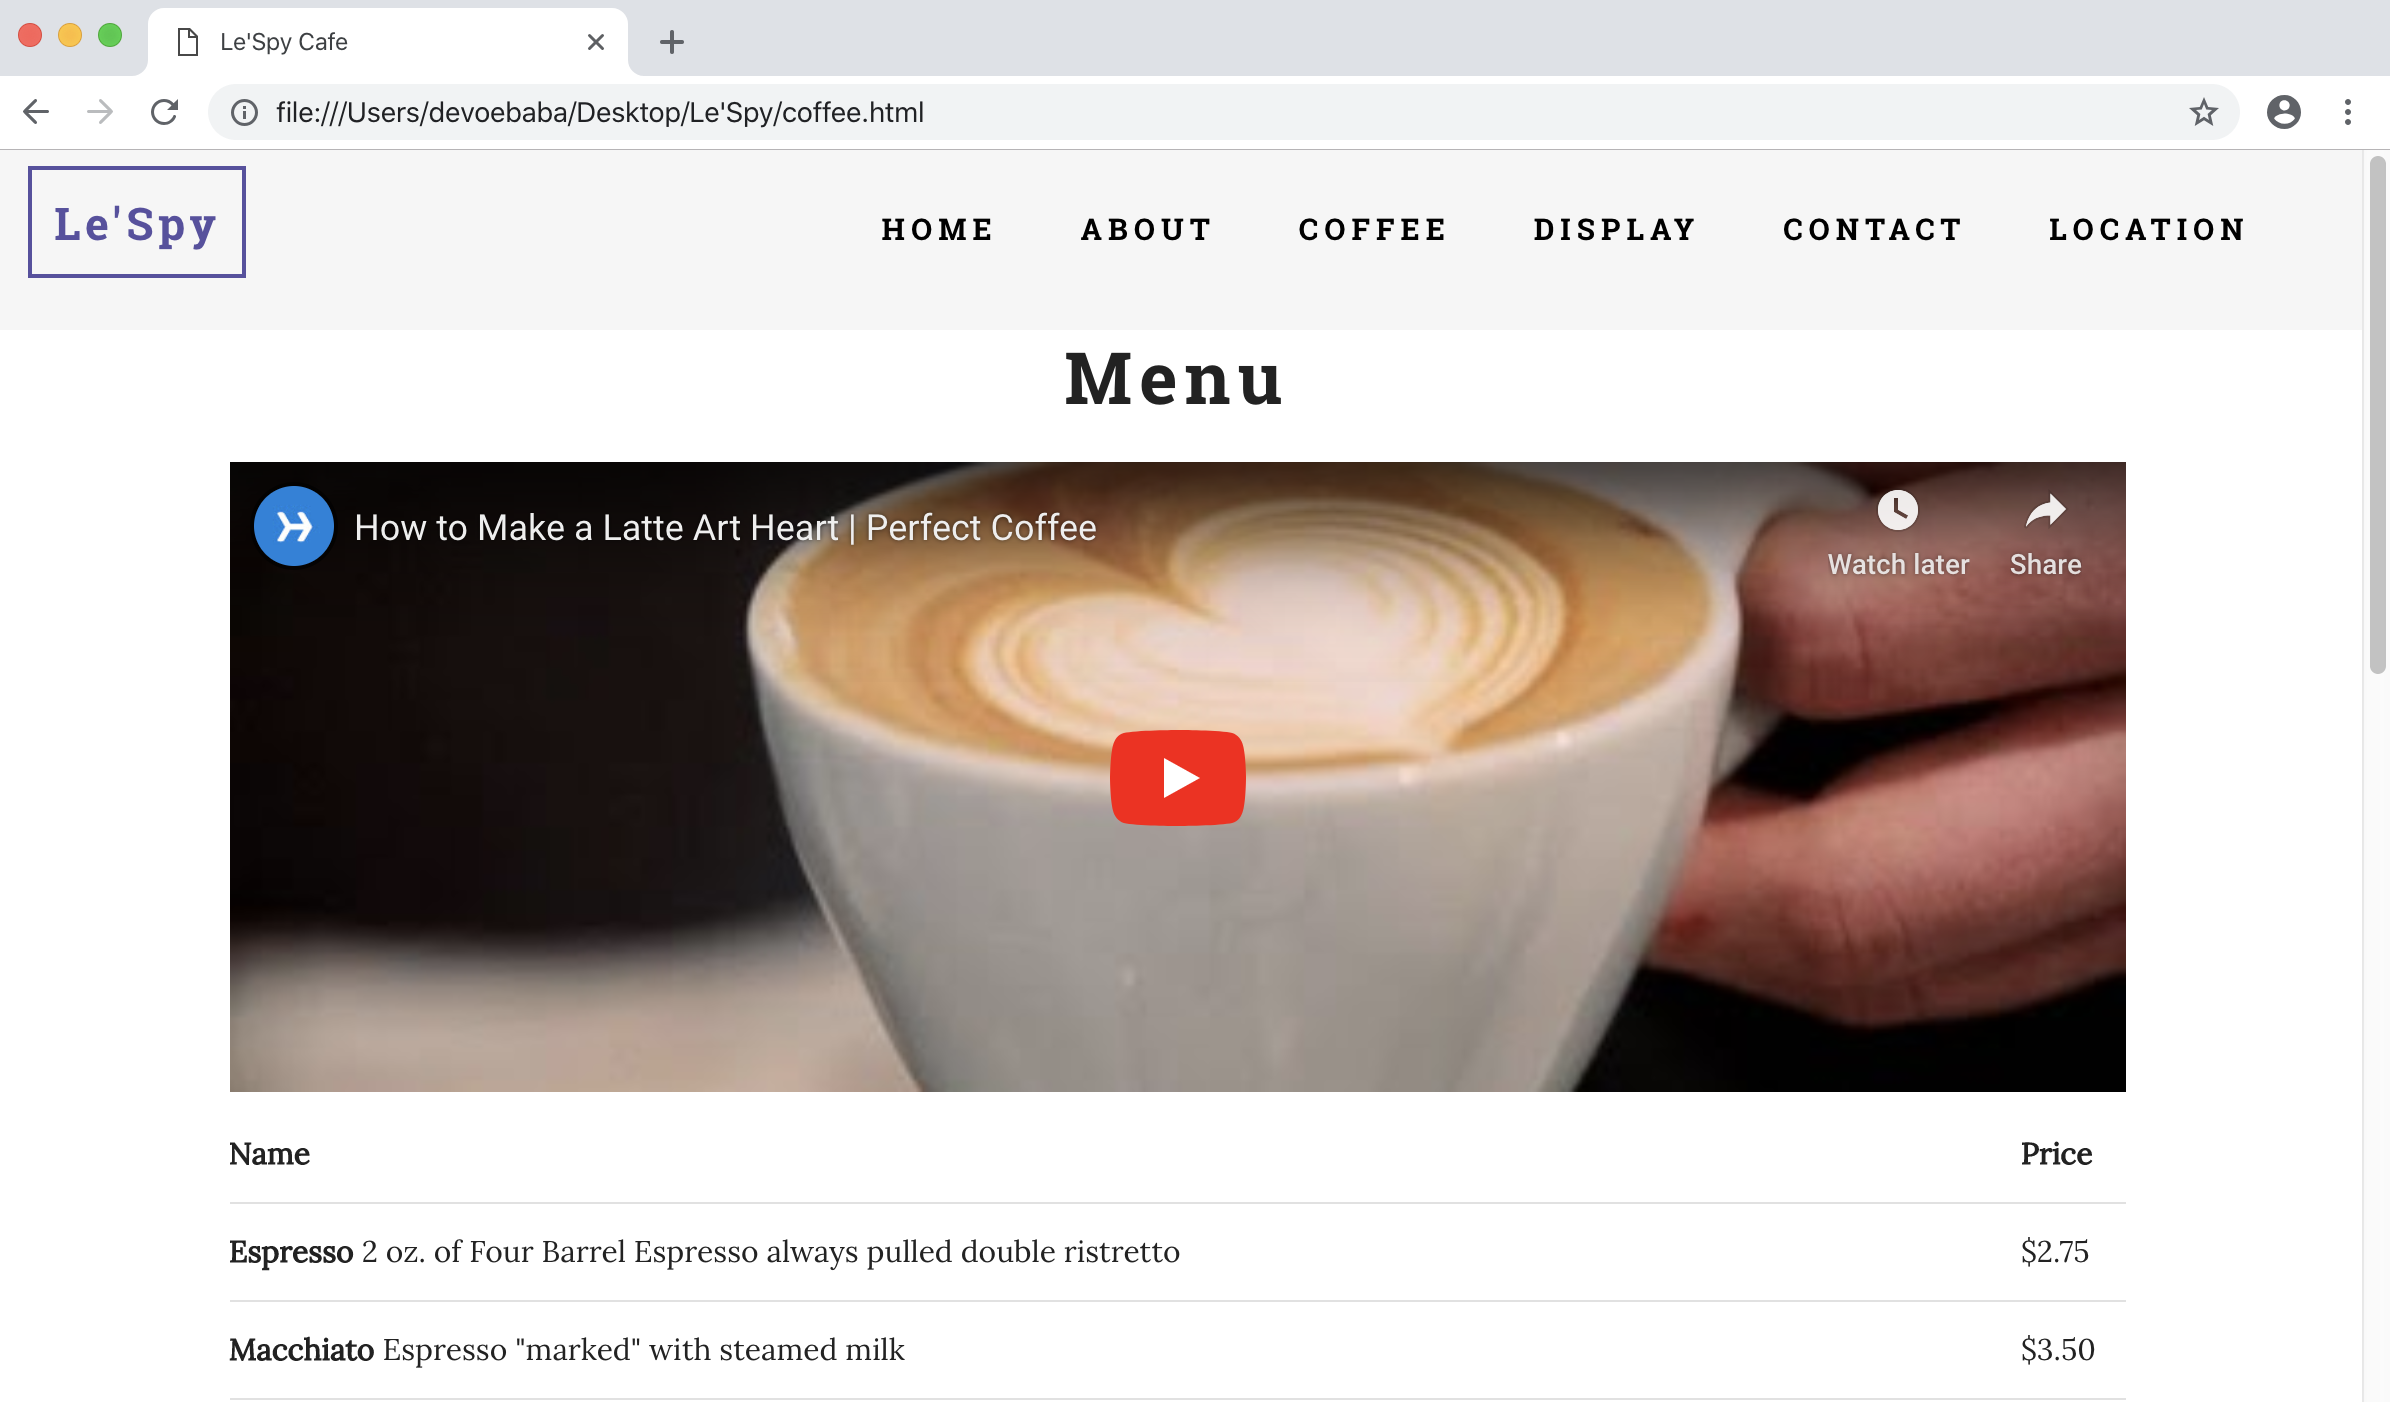 Le'Spy Cafe
file:///Users/devoebaba/Desktop/Le'Spy/coffee.html
Le'Spy
HOME ABOUT COFFEE DISPLAY CONTACT LOCATION
Menu
How to Make a Latte Art Heart | Perfect Coffee
Watch later Share
Name Price
Espresso 2 oz. of Four Barrel Espresso always pulled double ristretto $2.75
Macchiato Espresso "marked" with steamed milk $3.50